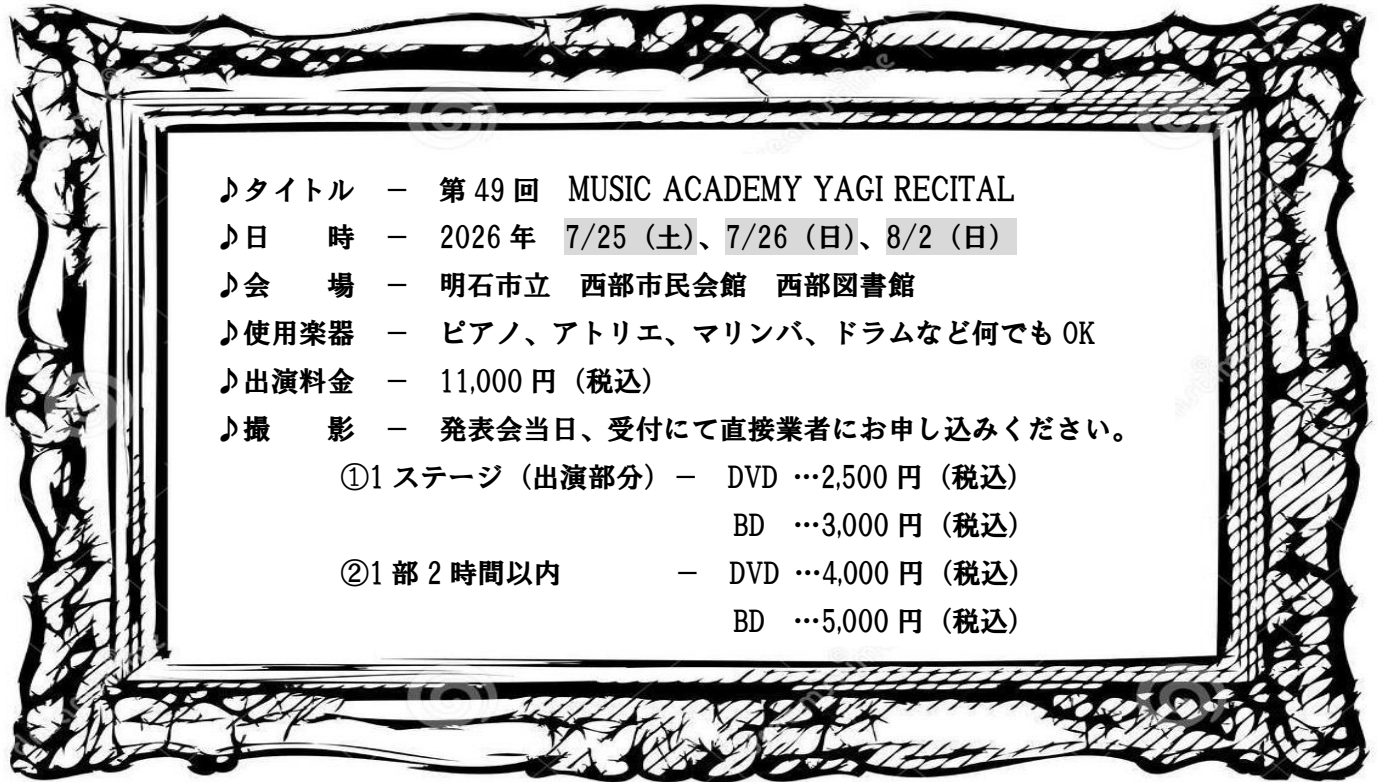 ♪タイトル － 第49回 MUSIC ACADEMY YAGI RECITAL
♪日　　時 － 2026年 7/25（土）、7/26（日）、8/2（日）
♪会　　場 － 明石市立　西部市民会館　西部図書館
♪使用楽器 － ピアノ、アトリエ、マリンバ、ドラムなど何でもOK
♪出演料金 － 11,000円（税込）
♪撮　　影 － 発表会当日、受付にて直接業者にお申し込みください。
①1ステージ（出演部分）－ DVD …2,500円（税込）
BD …3,000円（税込）
②1部2時間以内 － DVD …4,000円（税込）
BD …5,000円（税込）